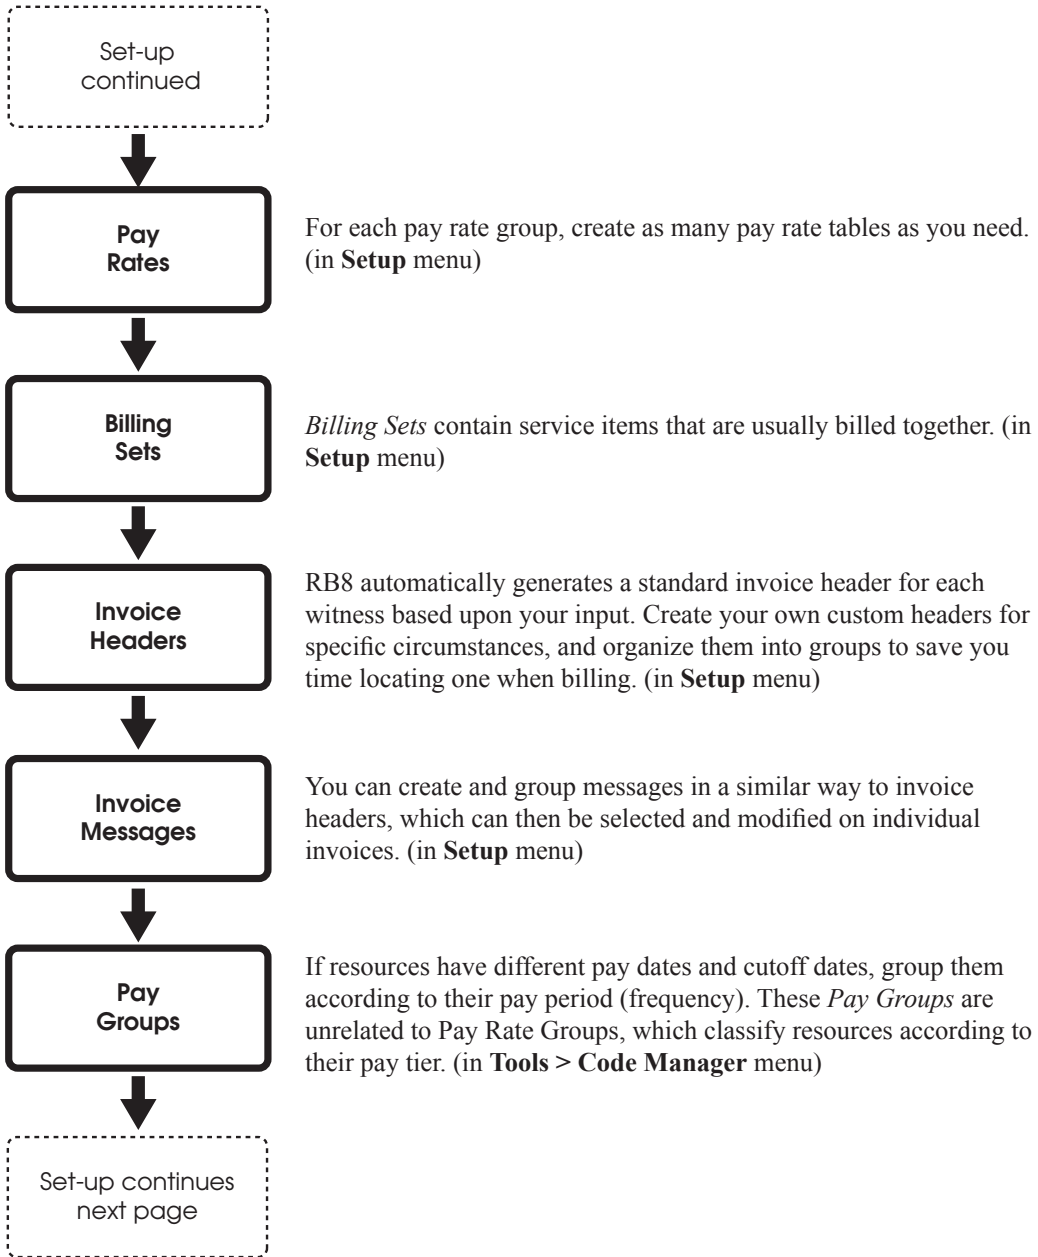 Set-up
continued
Pay
Rates
For each pay rate group, create as many pay rate tables as you need.
(in Setup menu)
Billing
Sets
Billing Sets contain service items that are usually billed together. (in
Setup menu)
Invoice
Headers
RB8 automatically generates a standard invoice header for each
witness based upon your input. Create your own custom headers for
specific circumstances, and organize them into groups to save you
time locating one when billing. (in Setup menu)
Invoice
Messages
You can create and group messages in a similar way to invoice
headers, which can then be selected and modified on individual
invoices. (in Setup menu)
Pay
Groups
If resources have different pay dates and cutoff dates, group them
according to their pay period (frequency). These Pay Groups are
unrelated to Pay Rate Groups, which classify resources according to
their pay tier. (in Tools > Code Manager menu)
Set-up continues
next page